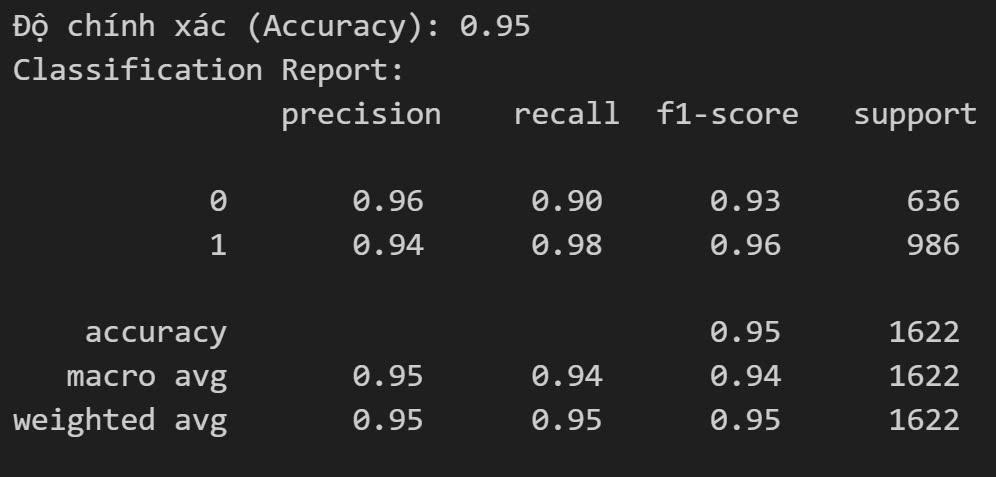 Độ chính xác (Accuracy): 0.95
Classification Report:
precision recall f1-score support
0 0.96 0.90 0.93 636
1 0.94 0.98 0.96 986
accuracy 0.95 1622
macro avg 0.95 0.94 0.94 1622
weighted avg 0.95 0.95 0.95 1622